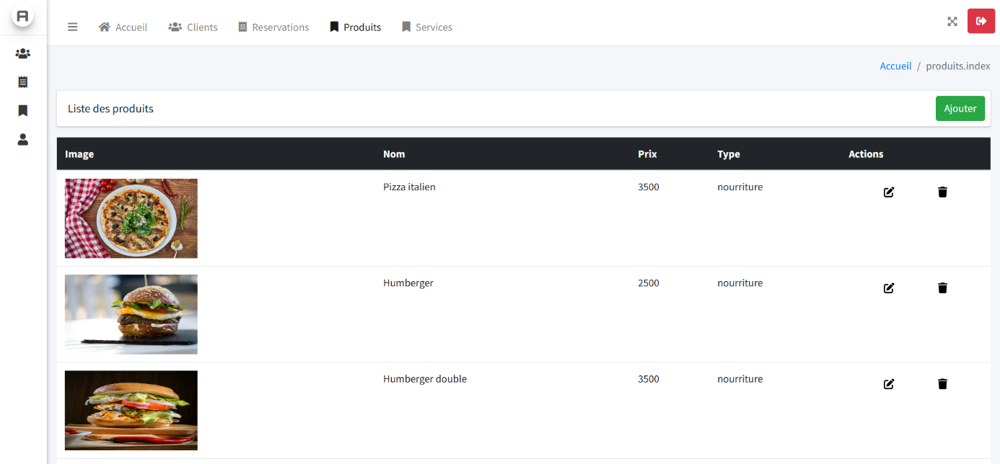 A
Accueil Clients Reservations Produits Services
Accueil / produits.index
Liste des produits Ajouter
Image Nom Prix Type Actions
Pizza italien 3500 nourriture
Humberger 2500 nourriture
Humberger double 3500 nourriture